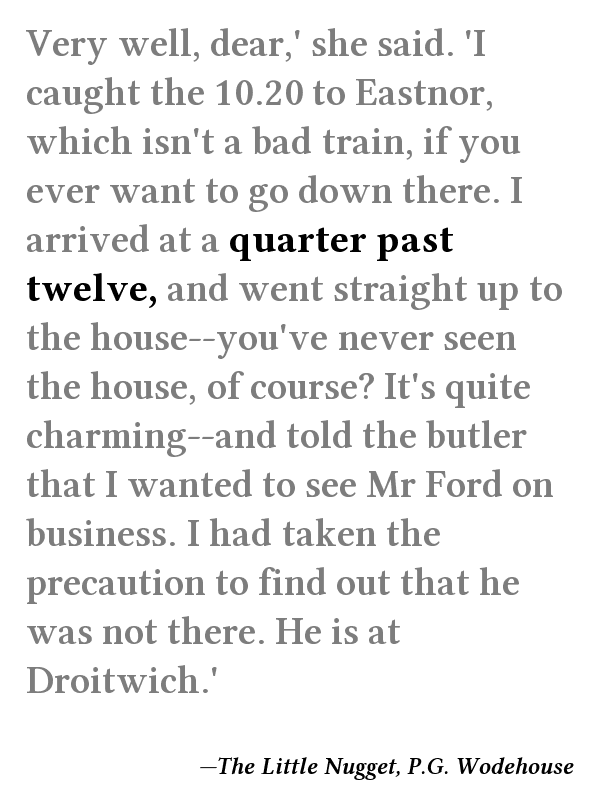 Very well, dear,' she said. 'I
caught the 10.20 to Eastnor,
which isn't a bad train, if you
ever want to go down there. I
arrived at a quarter past
twelve, and went straight up to
the house--you've never seen
the house, of course? It's quite
charming--and told the butler
that I wanted to see Mr Ford on
business. I had taken the
precaution to find out that he
was not there. He is at
Droitwich.'
—The Little Nugget, P.G. Wodehouse